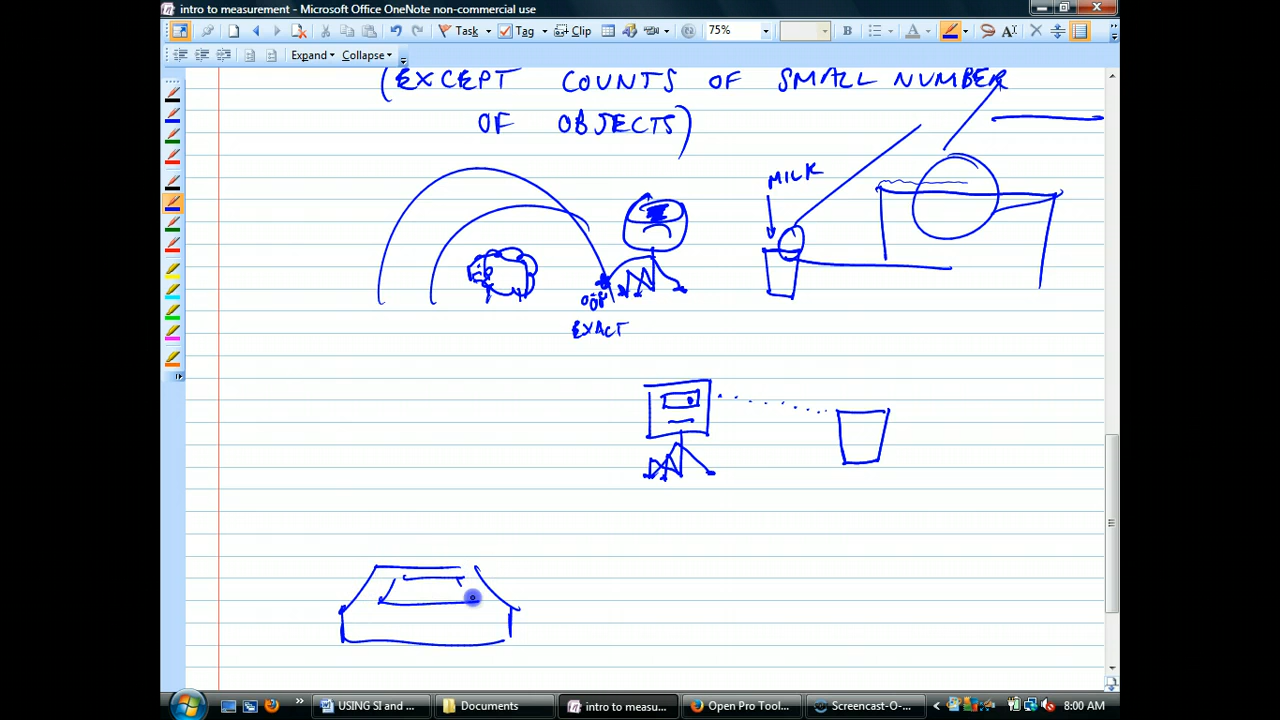 intro to measurement - Microsoft Office OneNote non-commercial use
Task Tag Clip 75% B A
Expand Collapse
(EXCEPT COUNTS OF SMALL NUMBER
OF OBJECTS)
MILK
EXACT
USING SI and ... Documents intro to measu... Open Pro Tool... Screencast-O-... 8:00 AM